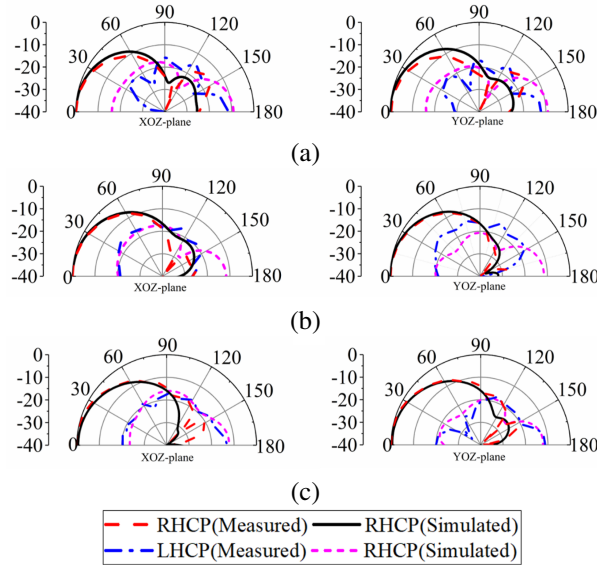 0 60 90 120 0 60 90 120
-10 30 150 -10 30 150
-20 -20
-30 -30
-40 0 180 -40 0 180
XOZ-plane YOZ-plane
(a)
0 60 90 120 0 60 90 120
-10 30 150 -10 30 150
-20 -20
-30 -30
-40 0 180 -40 0 180
XOZ-plane YOZ-plane
(b)
0 60 90 120 0 60 90 120
-10 30 150 -10 30 150
-20 -20
-30 -30
-40 0 180 -40 0 180
XOZ-plane YOZ-plane
(c)
RHCP(Measured) RHCP(Simulated)
LHCP(Measured) RHCP(Simulated)